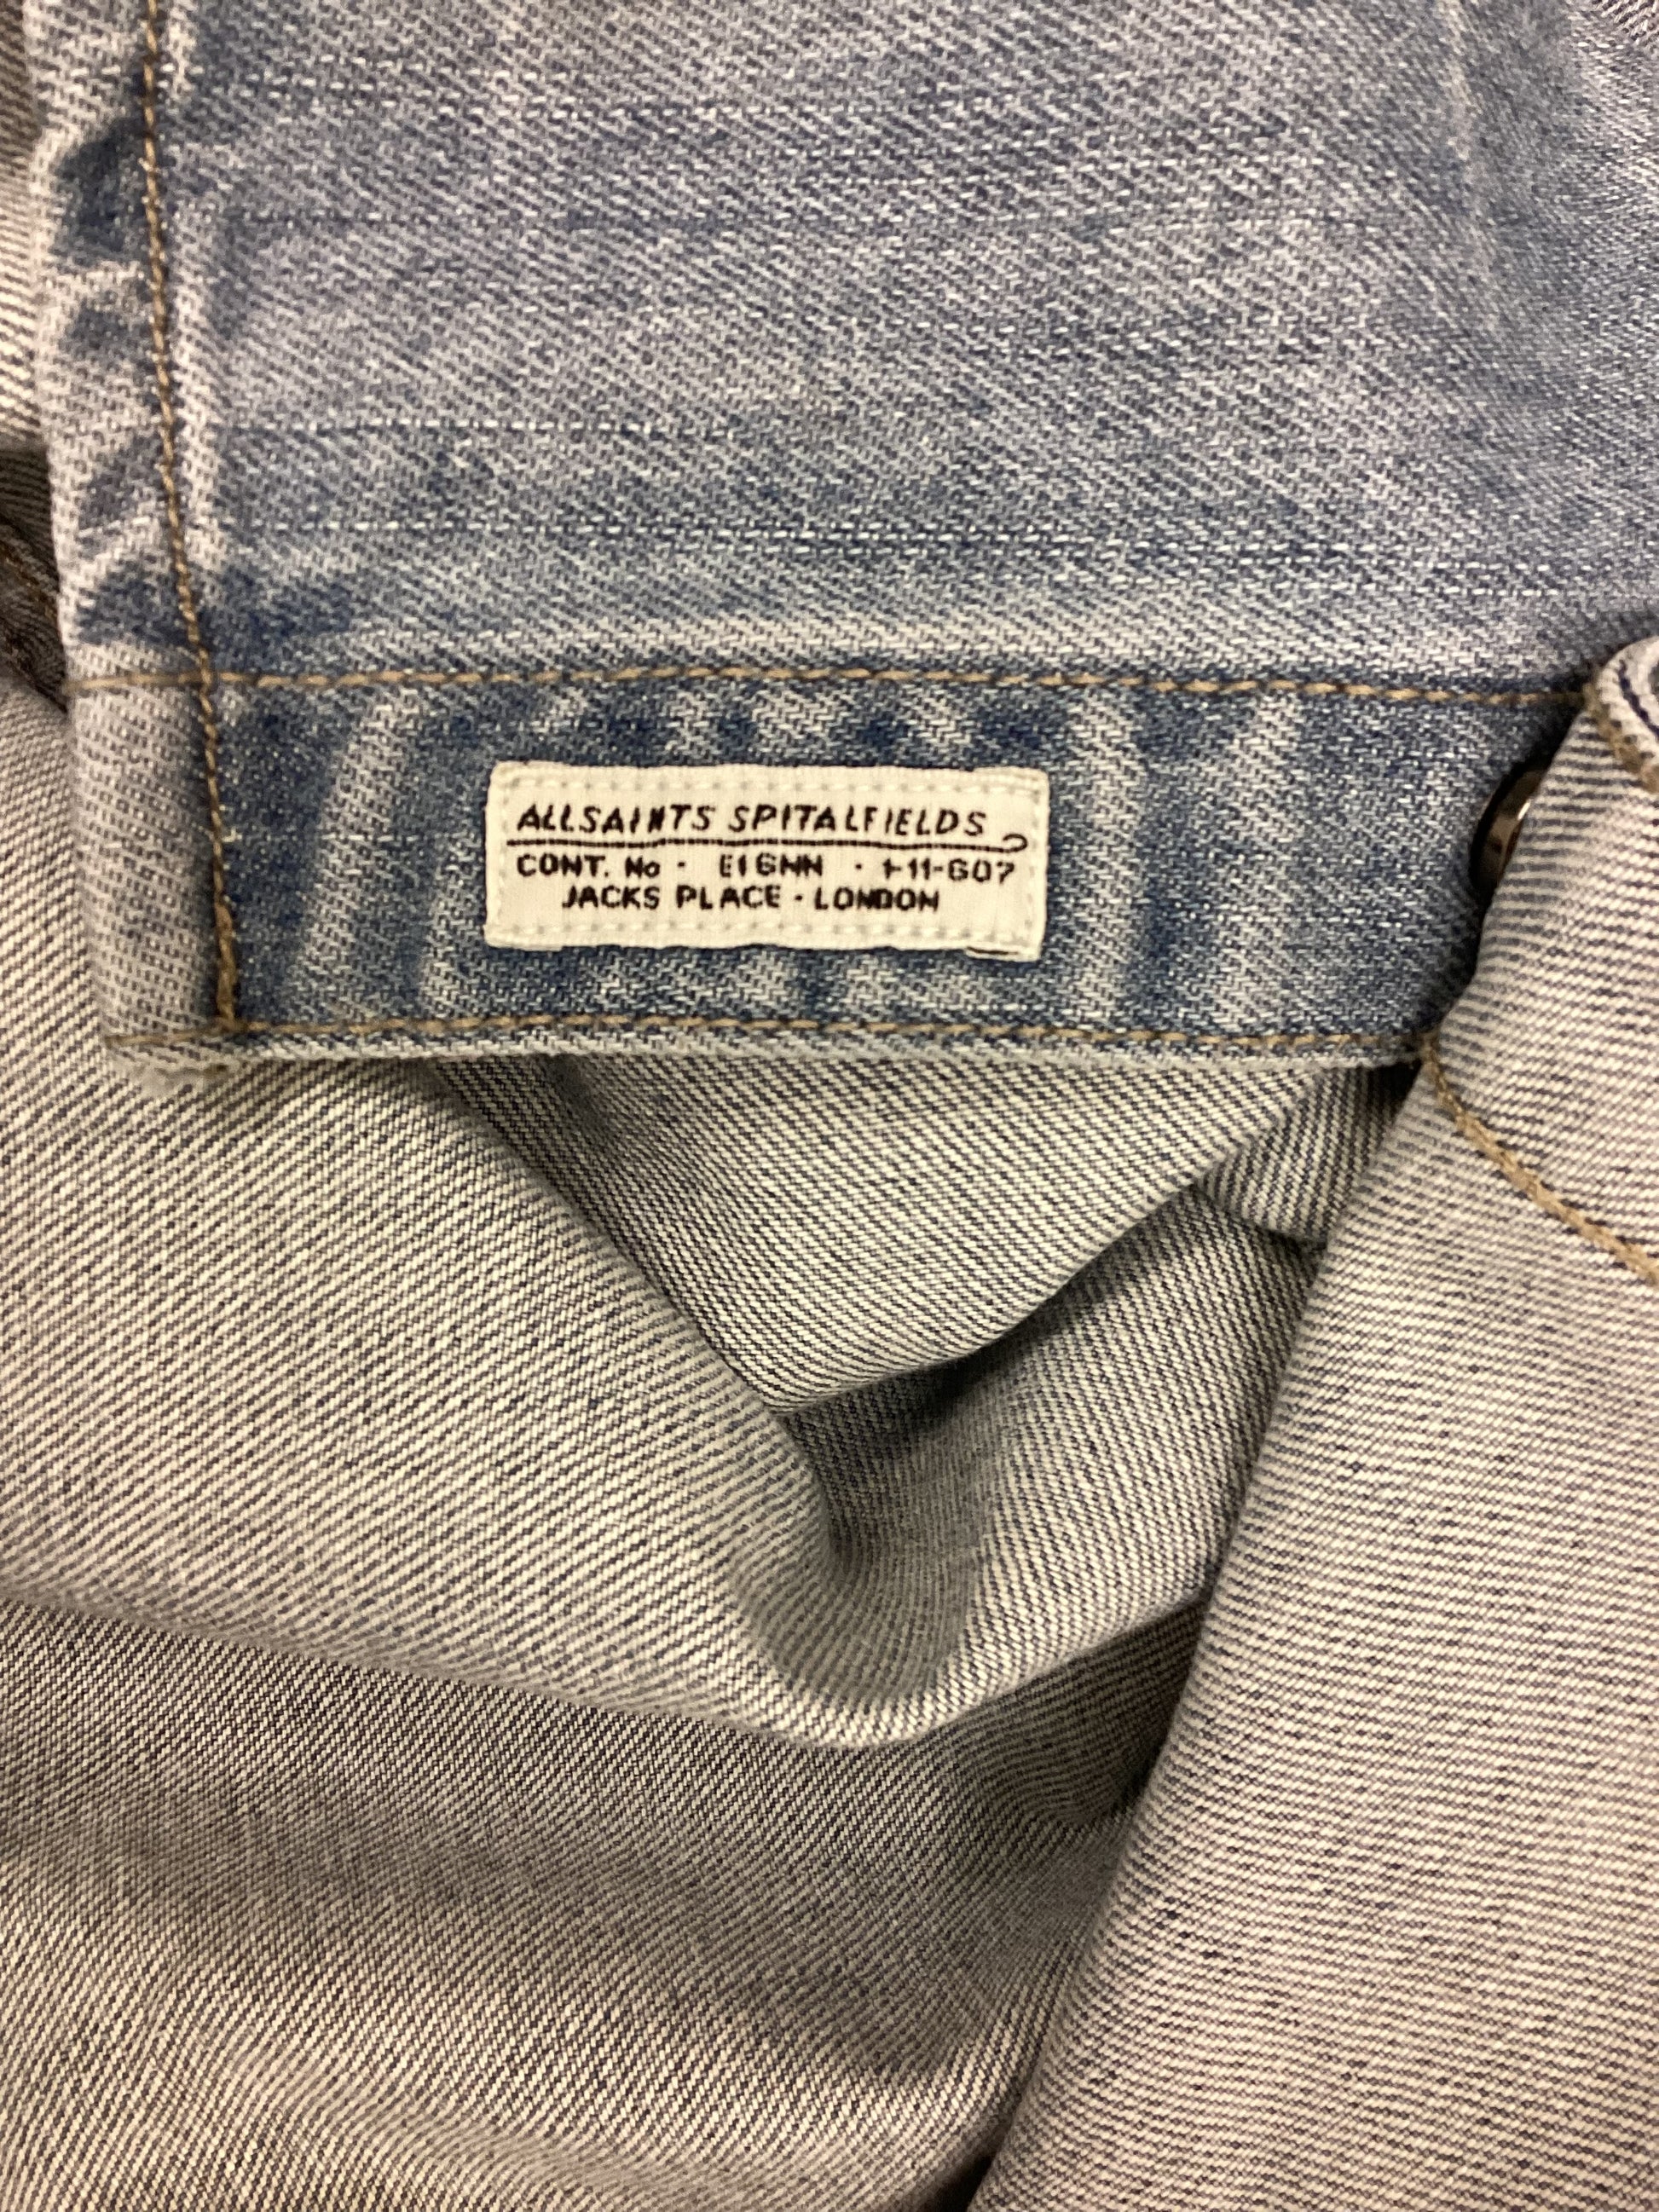 ALLSAINTS SPITALFIELDS
CONT. No · E16NN · 1-11-607
JACKS PLACE · LONDON